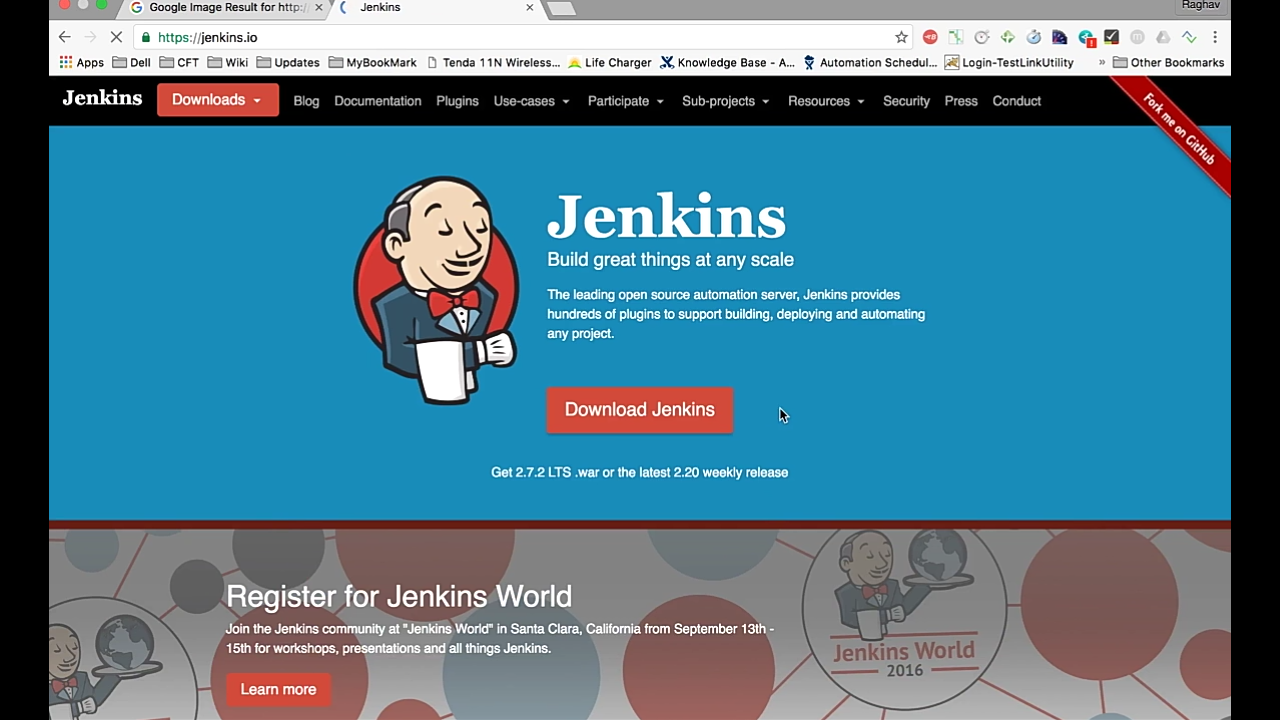 Raghav
Google Image Result for http:/
Jenkins
https://jenkins.io
Apps Dell CFT Wiki Updates MyBookMark Tenda 11N Wireless... Life Charger Knowledge Base - A... Automation Schedul... Login-TestLinkUtility » Other Bookmarks
Jenkins Downloads Blog Documentation Plugins Use-cases Participate Sub-projects Resources Security Press Conduct
Fork me on GitHub
Jenkins
Build great things at any scale
The leading open source automation server, Jenkins provides
hundreds of plugins to support building, deploying and automating
any project.
Download Jenkins
Get 2.7.2 LTS .war or the latest 2.20 weekly release
Register for Jenkins World
Join the Jenkins community at "Jenkins World" in Santa Clara, California from September 13th -
15th for workshops, presentations and all things Jenkins.
Learn more
Jenkins World
2016